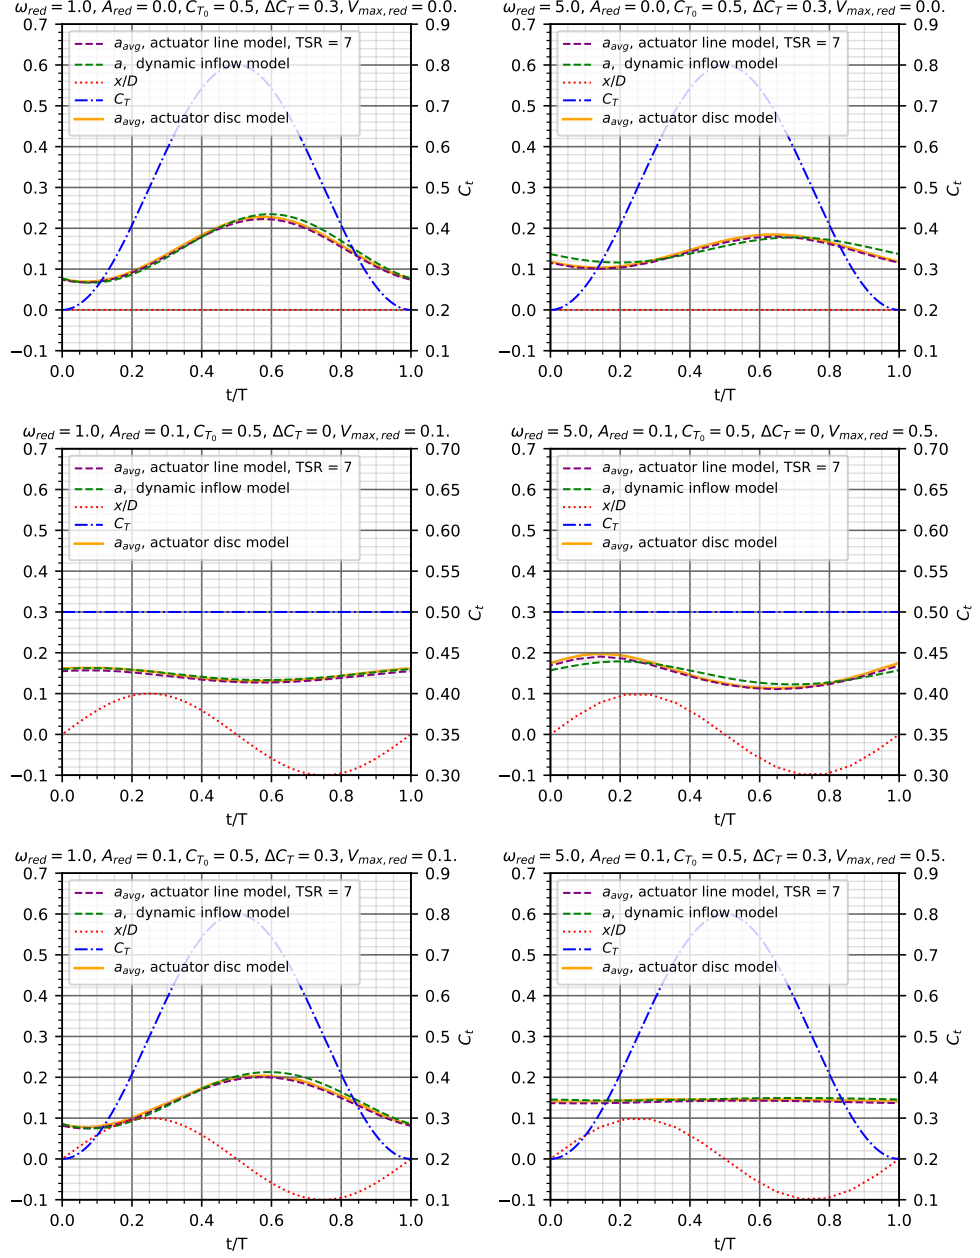 ω_red = 1.0, A_red = 0.0, C_T₀ = 0.5, ΔC_T = 0.3, V_max,red = 0.0.
0.7
0.6
0.5
0.4
0.3
0.2
0.1
0.0
−0.1
a_avg, actuator line model, TSR = 7
a, dynamic inflow model
x/D
C_T
a_avg, actuator disc model
0.9
0.8
0.7
0.6
0.5
0.4
0.3
0.2
0.1
C_t
0.0 0.2 0.4 0.6 0.8 1.0
t/T
ω_red = 5.0, A_red = 0.0, C_T₀ = 0.5, ΔC_T = 0.3, V_max,red = 0.0.
0.7
0.6
0.5
0.4
0.3
0.2
0.1
0.0
−0.1
a_avg, actuator line model, TSR = 7
a, dynamic inflow model
x/D
C_T
a_avg, actuator disc model
0.9
0.8
0.7
0.6
0.5
0.4
0.3
0.2
0.1
C_t
0.0 0.2 0.4 0.6 0.8 1.0
t/T
ω_red = 1.0, A_red = 0.1, C_T₀ = 0.5, ΔC_T = 0, V_max,red = 0.1.
0.7
0.6
0.5
0.4
0.3
0.2
0.1
0.0
−0.1
a_avg, actuator line model, TSR = 7
a, dynamic inflow model
x/D
C_T
a_avg, actuator disc model
0.70
0.65
0.60
0.55
0.50
0.45
0.40
0.35
0.30
C_t
0.0 0.2 0.4 0.6 0.8 1.0
t/T
ω_red = 5.0, A_red = 0.1, C_T₀ = 0.5, ΔC_T = 0, V_max,red = 0.5.
0.7
0.6
0.5
0.4
0.3
0.2
0.1
0.0
−0.1
a_avg, actuator line model, TSR = 7
a, dynamic inflow model
x/D
C_T
a_avg, actuator disc model
0.70
0.65
0.60
0.55
0.50
0.45
0.40
0.35
0.30
C_t
0.0 0.2 0.4 0.6 0.8 1.0
t/T
ω_red = 1.0, A_red = 0.1, C_T₀ = 0.5, ΔC_T = 0.3, V_max,red = 0.1.
0.7
0.6
0.5
0.4
0.3
0.2
0.1
0.0
−0.1
a_avg, actuator line model, TSR = 7
a, dynamic inflow model
x/D
C_T
a_avg, actuator disc model
0.9
0.8
0.7
0.6
0.5
0.4
0.3
0.2
0.1
C_t
0.0 0.2 0.4 0.6 0.8 1.0
t/T
ω_red = 5.0, A_red = 0.1, C_T₀ = 0.5, ΔC_T = 0.3, V_max,red = 0.5.
0.7
0.6
0.5
0.4
0.3
0.2
0.1
0.0
−0.1
a_avg, actuator line model, TSR = 7
a, dynamic inflow model
x/D
C_T
a_avg, actuator disc model
0.9
0.8
0.7
0.6
0.5
0.4
0.3
0.2
0.1
C_t
0.0 0.2 0.4 0.6 0.8 1.0
t/T